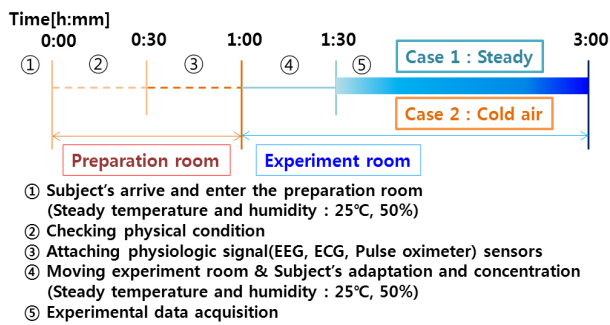 Time[h:mm]
0:00 0:30 1:00 1:30 3:00
① ② ③ ④ ⑤ Case 1 : Steady
Case 2 : Cold air
Preparation room Experiment room
① Subject's arrive and enter the preparation room
(Steady temperature and humidity : 25℃, 50%)
② Checking physical condition
③ Attaching physiologic signal(EEG, ECG, Pulse oximeter) sensors
④ Moving experiment room & Subject's adaptation and concentration
(Steady temperature and humidity : 25℃, 50%)
⑤ Experimental data acquisition